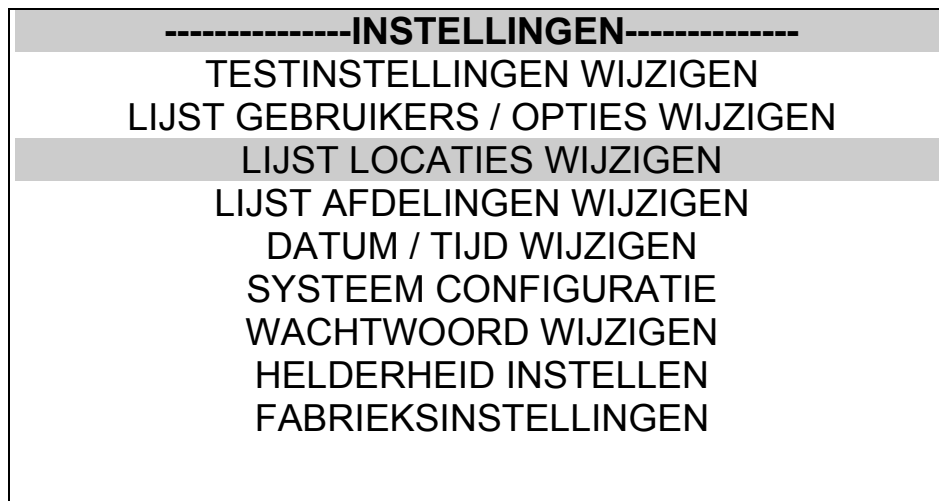 ---------------INSTELLINGEN--------------
TESTINSTELLINGEN WIJZIGEN
LIJST GEBRUIKERS / OPTIES WIJZIGEN
LIJST LOCATIES WIJZIGEN
LIJST AFDELINGEN WIJZIGEN
DATUM / TIJD WIJZIGEN
SYSTEEM CONFIGURATIE
WACHTWOORD WIJZIGEN
HELDERHEID INSTELLEN
FABRIEKSINSTELLINGEN